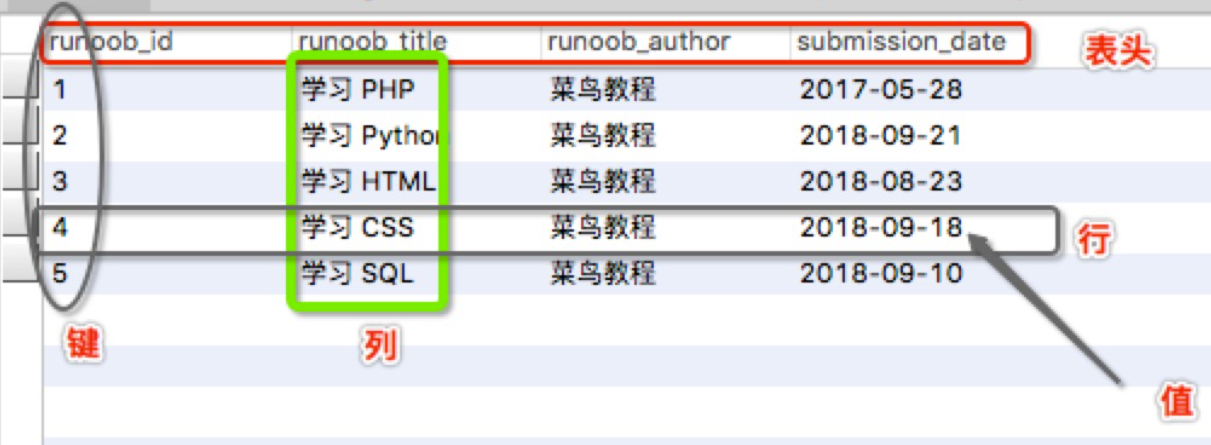 runoob_id runoob_title runoob_author submission_date 表头
1 学习 PHP 菜鸟教程 2017-05-28
2 学习 Python 菜鸟教程 2018-09-21
3 学习 HTML 菜鸟教程 2018-08-23
4 学习 CSS 菜鸟教程 2018-09-18 行
5 学习 SQL 菜鸟教程 2018-09-10
键 列
值